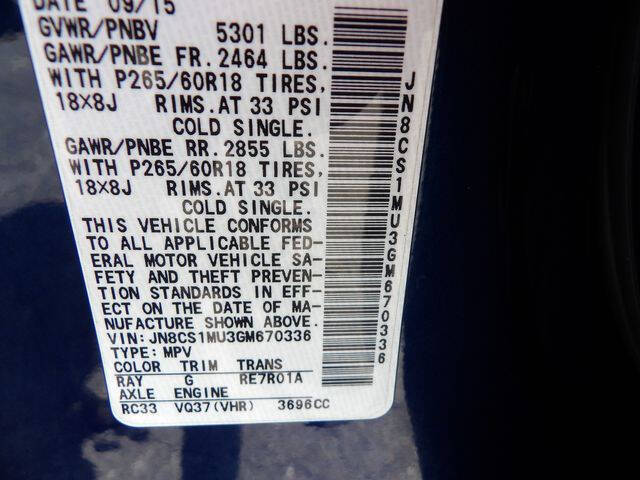 DATE 09/15
GVWR/PNBV 5301 LBS.
GAWR/PNBE FR. 2464 LBS.
WITH P265/60R18 TIRES,
18X8J RIMS. AT 33 PSI
COLD SINGLE.
GAWR/PNBE RR. 2855 LBS.
WITH P265/60R18 TIRES,
18X8J RIMS. AT 33 PSI
COLD SINGLE.
THIS VEHICLE CONFORMS
TO ALL APPLICABLE FED-
ERAL MOTOR VEHICLE SA-
FETY AND THEFT PREVEN-
TION STANDARDS IN EFF-
ECT ON THE DATE OF MA-
NUFACTURE SHOWN ABOVE.
VIN: JN8CS1MU3GM670336
TYPE: MPV
COLOR TRIM TRANS
RAY G RE7R01A
AXLE ENGINE
RC33 VQ37(VHR) 3696CC
JN8CS1MU3GM670336